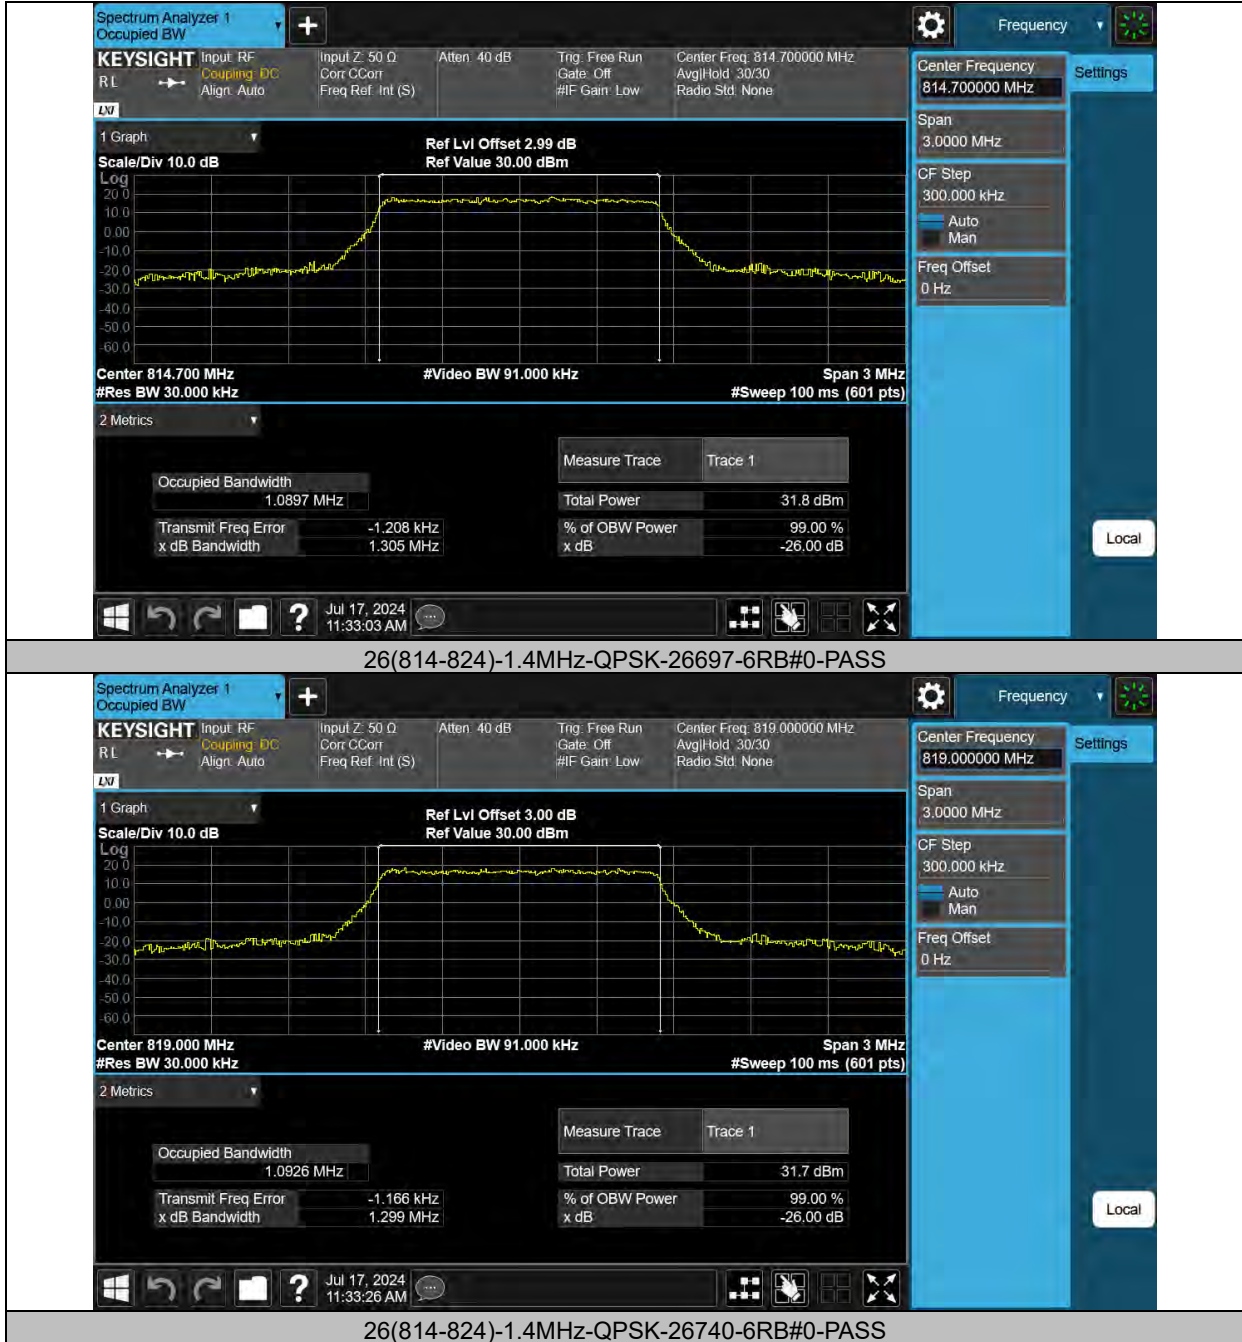 Spectrum Analyzer 1
Occupied BW
Frequency
KEYSIGHT
R L
LXI
Input: RF
Coupling: DC
Align: Auto
Input Z: 50 Ω
Corr CCorr
Freq Ref: Int (S)
Atten: 40 dB
Trig: Free Run
Gate: Off
#IF Gain: Low
Center Freq: 814.700000 MHz
Avg|Hold: 30/30
Radio Std: None
Center Frequency
814.700000 MHz
Settings
Span
3.0000 MHz
CF Step
300.000 kHz
Auto
Man
Freq Offset
0 Hz
Local
1 Graph
Scale/Div 10.0 dB
Ref Lvl Offset 2.99 dB
Ref Value 30.00 dBm
Log
20.0
10.0
0.00
-10.0
-20.0
-30.0
-40.0
-50.0
-60.0
Center 814.700 MHz
#Video BW 91.000 kHz
Span 3 MHz
#Res BW 30.000 kHz
#Sweep 100 ms (601 pts)
2 Metrics
Measure Trace
Trace 1
Occupied Bandwidth
1.0897 MHz
Total Power
31.8 dBm
Transmit Freq Error
-1.208 kHz
% of OBW Power
99.00 %
x dB Bandwidth
1.305 MHz
x dB
-26.00 dB
?
Jul 17, 2024
11:33:03 AM
26(814-824)-1.4MHz-QPSK-26697-6RB#0-PASS
Spectrum Analyzer 1
Occupied BW
Frequency
KEYSIGHT
R L
LXI
Input: RF
Coupling: DC
Align: Auto
Input Z: 50 Ω
Corr CCorr
Freq Ref: Int (S)
Atten: 40 dB
Trig: Free Run
Gate: Off
#IF Gain: Low
Center Freq: 819.000000 MHz
Avg|Hold: 30/30
Radio Std: None
Center Frequency
819.000000 MHz
Settings
Span
3.0000 MHz
CF Step
300.000 kHz
Auto
Man
Freq Offset
0 Hz
Local
1 Graph
Scale/Div 10.0 dB
Ref Lvl Offset 3.00 dB
Ref Value 30.00 dBm
Log
20.0
10.0
0.00
-10.0
-20.0
-30.0
-40.0
-50.0
-60.0
Center 819.000 MHz
#Video BW 91.000 kHz
Span 3 MHz
#Res BW 30.000 kHz
#Sweep 100 ms (601 pts)
2 Metrics
Measure Trace
Trace 1
Occupied Bandwidth
1.0926 MHz
Total Power
31.7 dBm
Transmit Freq Error
-1.166 kHz
% of OBW Power
99.00 %
x dB Bandwidth
1.299 MHz
x dB
-26.00 dB
?
Jul 17, 2024
11:33:26 AM
26(814-824)-1.4MHz-QPSK-26740-6RB#0-PASS